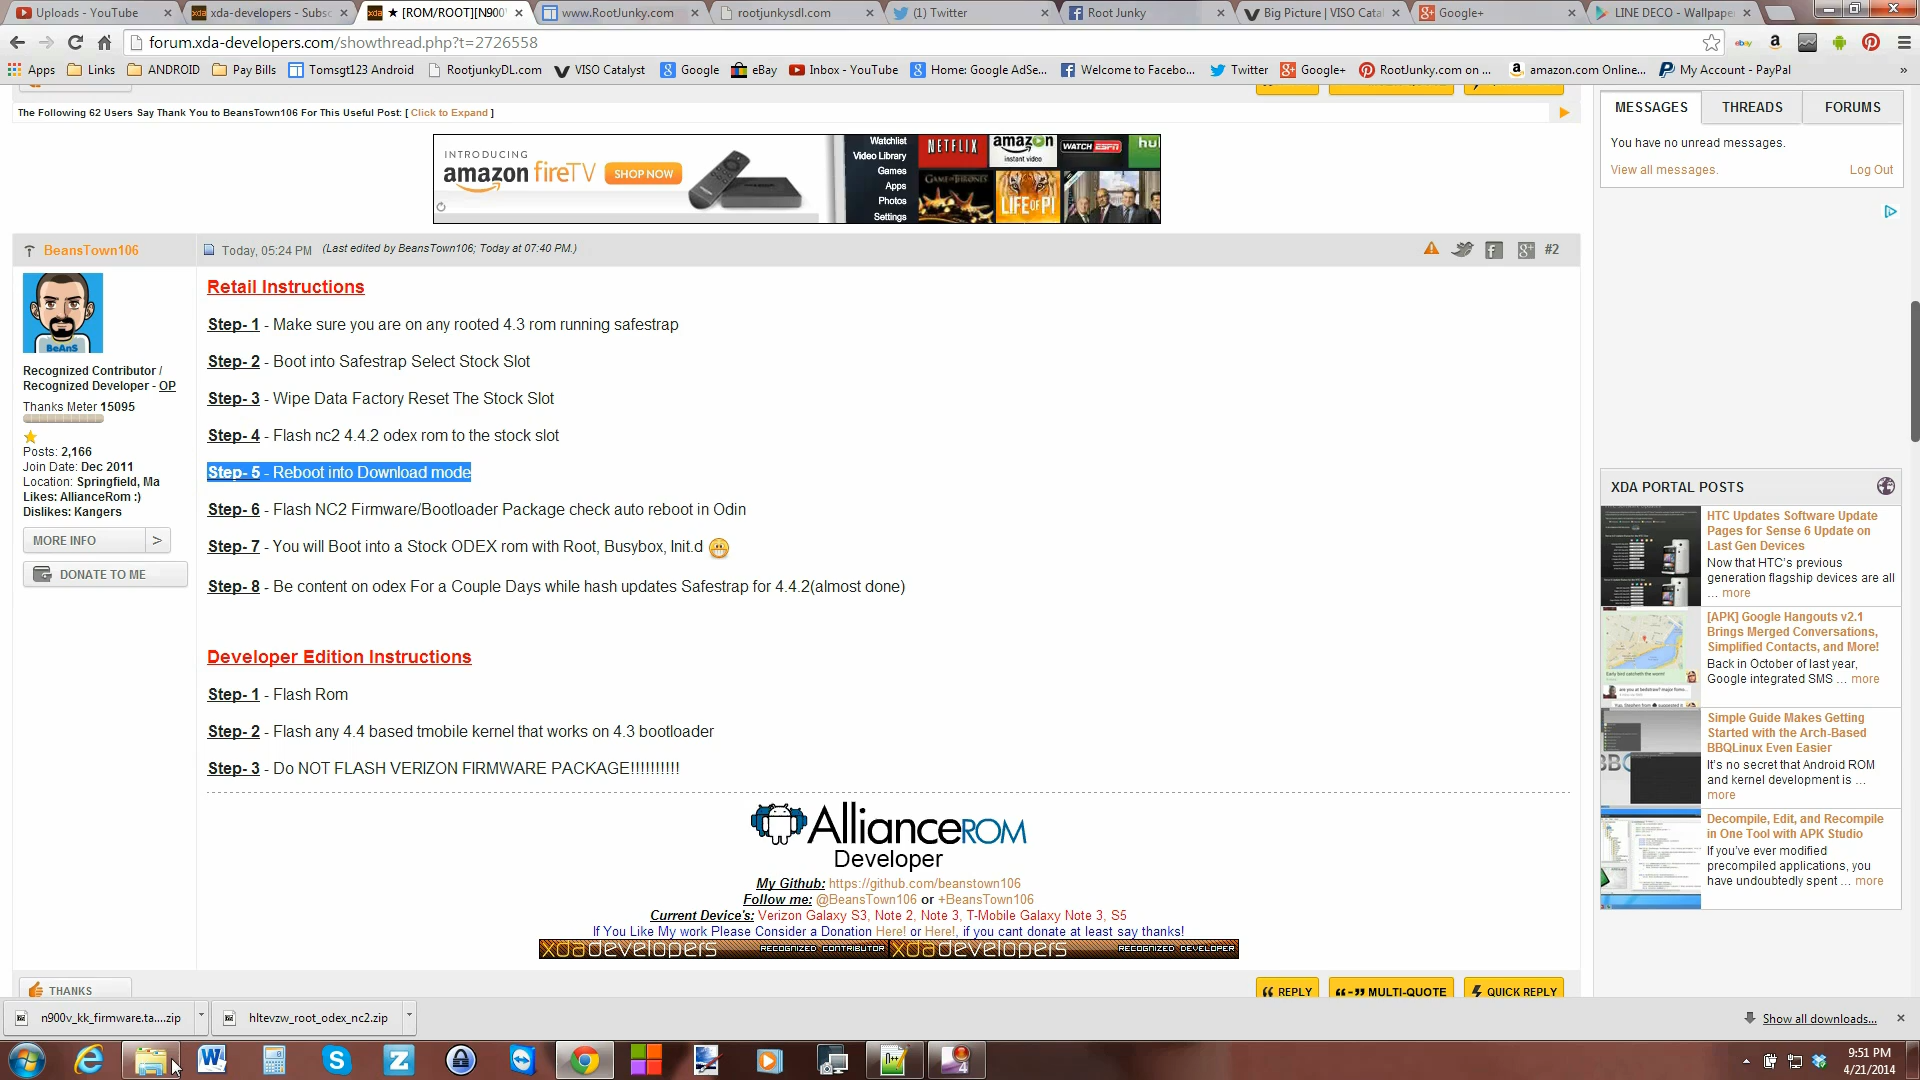 Uploads - YouTube
xda-developers - Subsc
★ [ROM/ROOT][N900V
www.RootJunky.com
rootjunkysdl.com
(1) Twitter
Root Junky
Big Picture | VISO Catal
Google+
LINE DECO - Wallpape
forum.xda-developers.com/showthread.php?t=2726558
Apps
Links
ANDROID
Pay Bills
Tomsgt123 Android
RootjunkyDL.com
VISO Catalyst
Google
eBay
Inbox - YouTube
Home: Google AdSe...
Welcome to Facebo...
Twitter
Google+
RootJunky.com on ...
amazon.com Online...
My Account - PayPal
»
The Following 62 Users Say Thank You to BeansTown106 For This Useful Post: [ Click to Expand ]
INTRODUCING
amazon fireTV
SHOP NOW
Watchlist
Video Library
Games
Apps
Photos
Settings
NETFLIX
amazon
instant video
WATCH ESPN
hul
GAME OF THRONES
LIFE OF PI
MESSAGES
THREADS
FORUMS
You have no unread messages.
View all messages.
Log Out
BeansTown106
Today, 05:24 PM
(Last edited by BeansTown106; Today at 07:40 PM.)
#2
BeAnS
Recognized Contributor /
Recognized Developer - OP
Thanks Meter 15095
Posts: 2,166
Join Date: Dec 2011
Location: Springfield, Ma
Likes: AllianceRom :)
Dislikes: Kangers
MORE INFO >
DONATE TO ME
Retail Instructions
Step- 1 - Make sure you are on any rooted 4.3 rom running safestrap
Step- 2 - Boot into Safestrap Select Stock Slot
Step- 3 - Wipe Data Factory Reset The Stock Slot
Step- 4 - Flash nc2 4.4.2 odex rom to the stock slot
Step- 5 - Reboot into Download mode
Step- 6 - Flash NC2 Firmware/Bootloader Package check auto reboot in Odin
Step- 7 - You will Boot into a Stock ODEX rom with Root, Busybox, Init.d
Step- 8 - Be content on odex For a Couple Days while hash updates Safestrap for 4.4.2(almost done)
Developer Edition Instructions
Step- 1 - Flash Rom
Step- 2 - Flash any 4.4 based tmobile kernel that works on 4.3 bootloader
Step- 3 - Do NOT FLASH VERIZON FIRMWARE PACKAGE!!!!!!!!!!
AllianceROM
Developer
My Github: https://github.com/beanstown106
Follow me: @BeansTown106 or +BeansTown106
Current Device's: Verizon Galaxy S3, Note 2, Note 3, T-Mobile Galaxy Note 3, S5
If You Like My work Please Consider a Donation Here! or Here!, if you cant donate at least say thanks!
xdadevelopers RECOGNIZED CONTRIBUTOR xdadevelopers RECOGNIZED DEVELOPER
THANKS
REPLY
MULTI-QUOTE
QUICK REPLY
XDA PORTAL POSTS
HTC Updates Software Update
Pages for Sense 6 Update on
Last Gen Devices
Now that HTC's previous
generation flagship devices are all
... more
[APK] Google Hangouts v2.1
Brings Merged Conversations,
Simplified Contacts, and More!
Back in October of last year,
Google integrated SMS ... more
Simple Guide Makes Getting
Started with the Arch-Based
BBQLinux Even Easier
It's no secret that Android ROM
and kernel development is ...
more
Decompile, Edit, and Recompile
in One Tool with APK Studio
If you've ever modified
precompiled applications, you
have undoubtedly spent ... more
n900v_kk_firmware.ta....zip
hltevzw_root_odex_nc2.zip
Show all downloads...
9:51 PM
4/21/2014